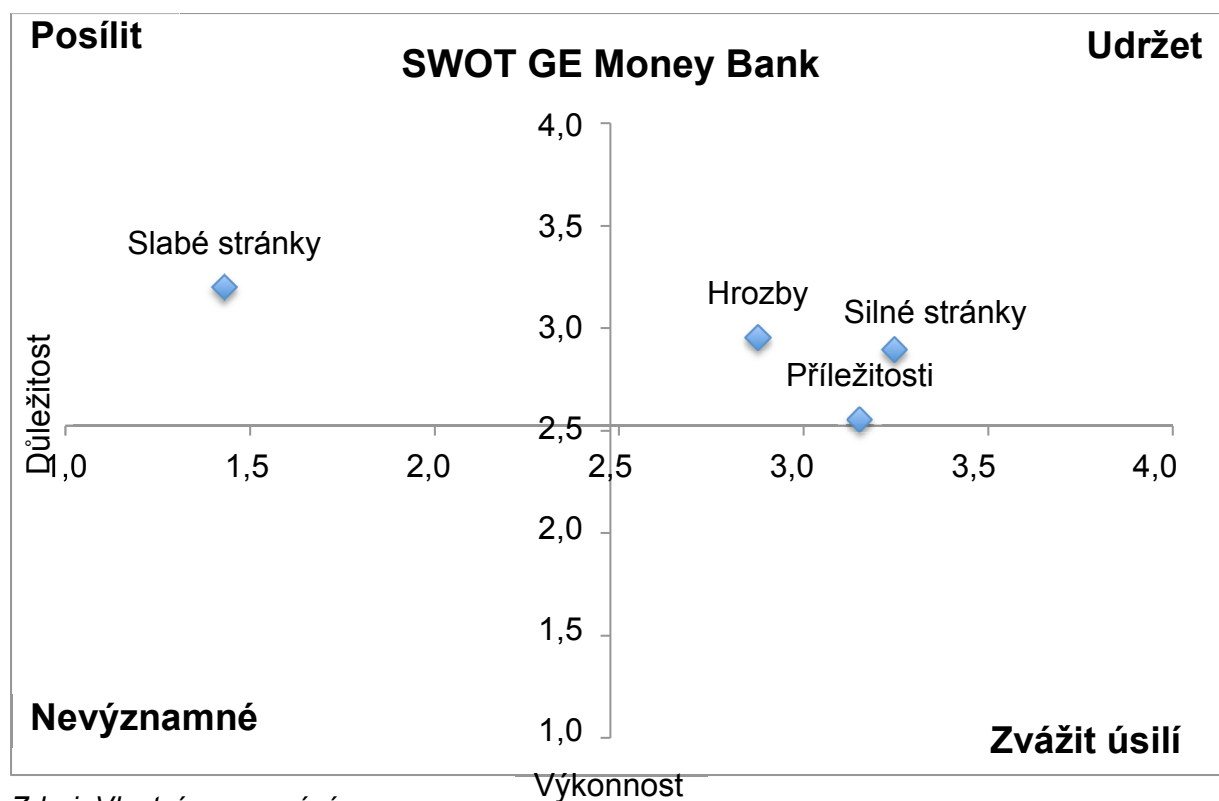 Posílit
Udržet
SWOT GE Money Bank
4,0
3,5
Slabé stránky
Hrozby
3,0
Silné stránky
Příležitosti
Důležitost
2,5
1,0 1,5 2,0 2,5 3,0 3,5 4,0
2,0
1,5
Nevýznamné
1,0
Zvážit úsilí
Výkonnost